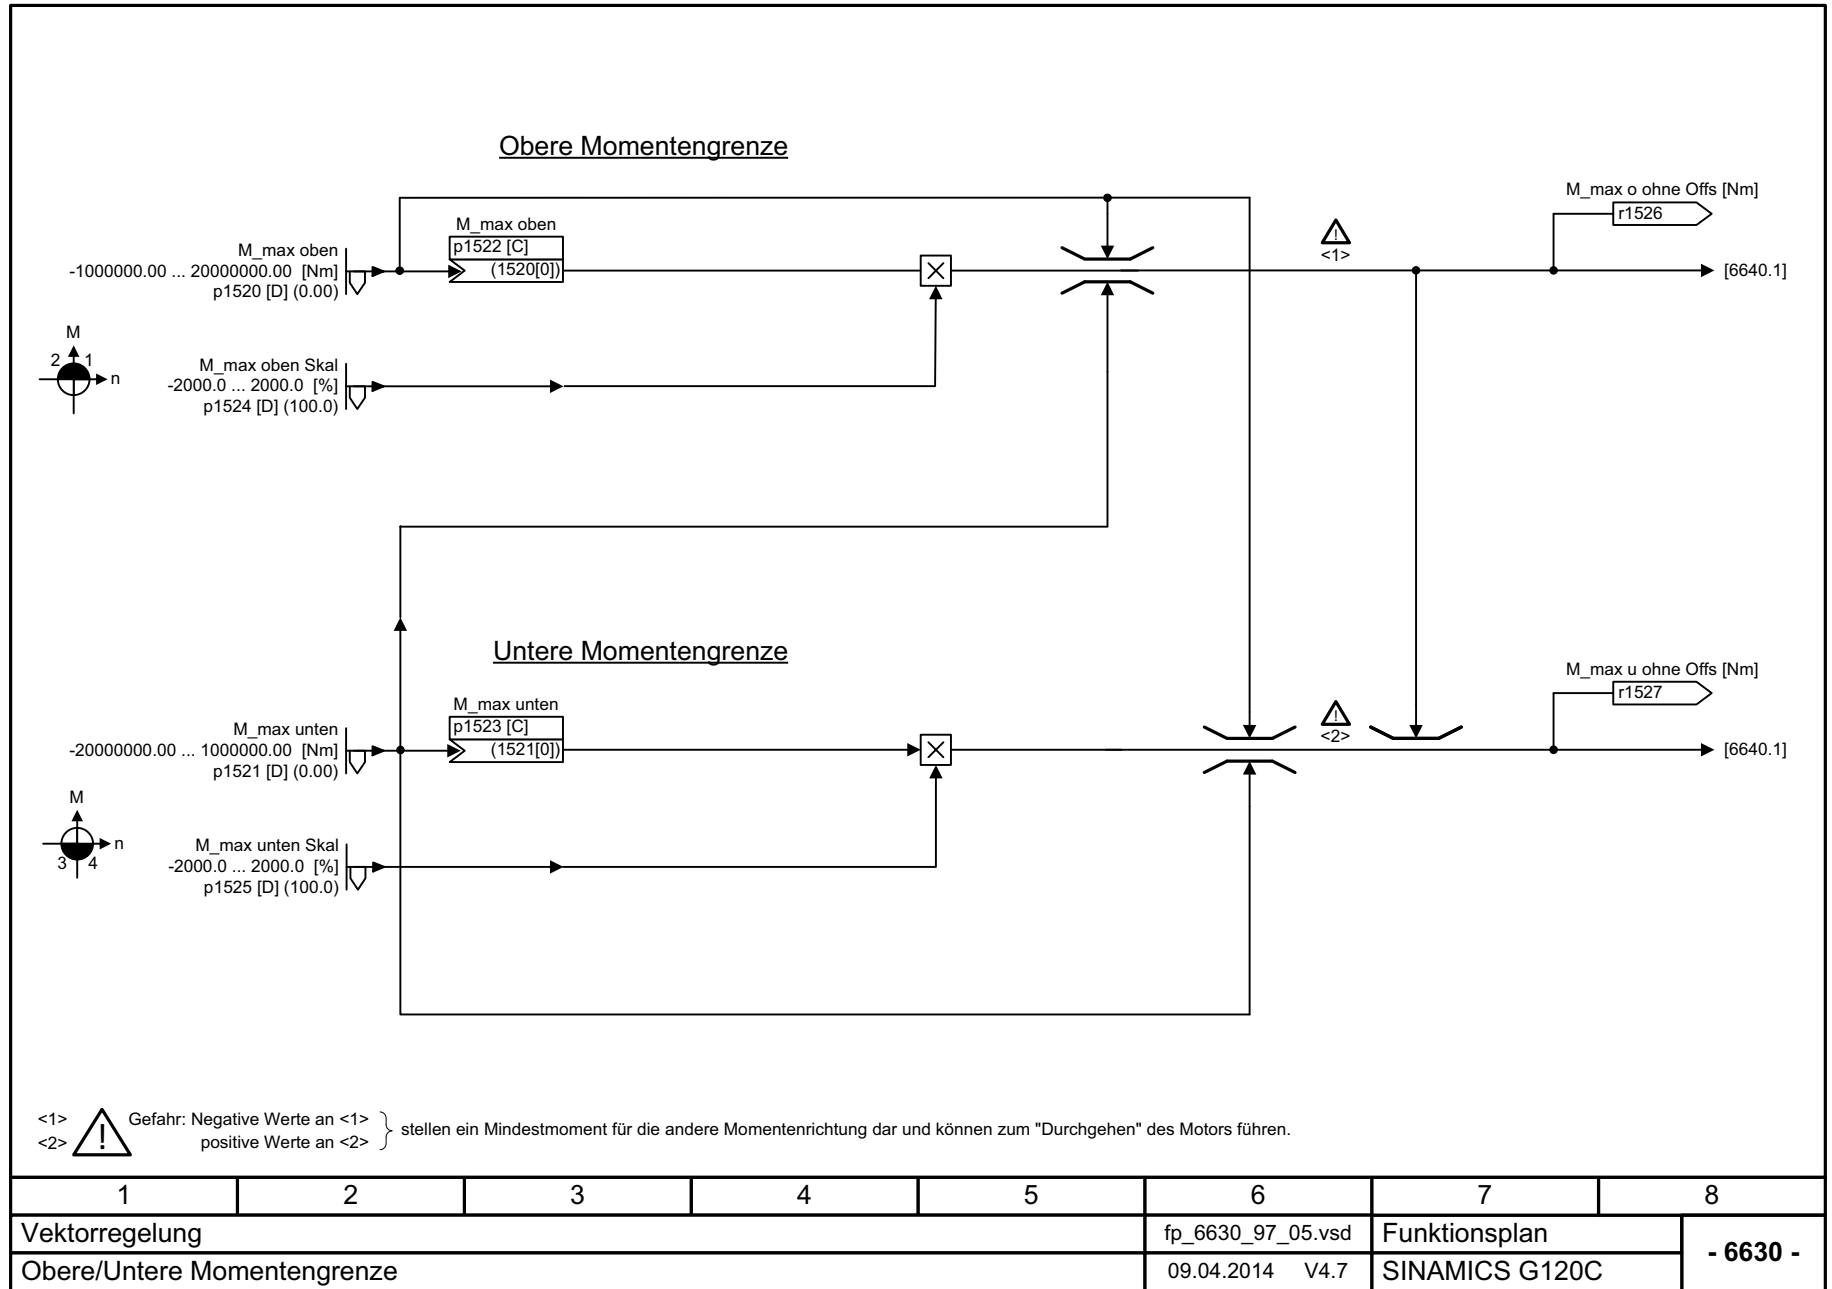 Obere Momentengrenze
M_max o ohne Offs [Nm]
r1526
M_max oben
p1522 [C]
(1520[0])
M_max oben
-1000000.00 ... 20000000.00 [Nm]
p1520 [D] (0.00)
!
<1>
[6640.1]
M
2 1
n
M_max oben Skal
-2000.0 ... 2000.0 [%]
p1524 [D] (100.0)
Untere Momentengrenze
M_max u ohne Offs [Nm]
r1527
M_max unten
p1523 [C]
(1521[0])
M_max unten
-20000000.00 ... 1000000.00 [Nm]
p1521 [D] (0.00)
!
<2>
[6640.1]
M
n
3 4
M_max unten Skal
-2000.0 ... 2000.0 [%]
p1525 [D] (100.0)
<1> ! Gefahr: Negative Werte an <1>
<2> positive Werte an <2>
stellen ein Mindestmoment für die andere Momentenrichtung dar und können zum "Durchgehen" des Motors führen.
1 2 3 4 5 6 7 8
Vektorregelung fp_6630_97_05.vsd Funktionsplan
- 6630 -
Obere/Untere Momentengrenze 09.04.2014 V4.7 SINAMICS G120C